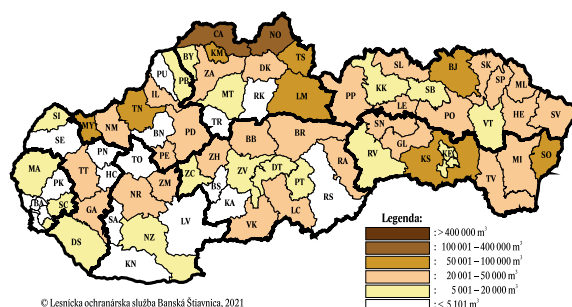 CA NO
BY KM TS
PU PB ZA DK SL BJ SK
IL PP KK SP ML
TN MT RK LM SB
SI MY NM LE PO HE SV
SE BN TR VT
PN PD BB BR SN
MA TO PE ZH RV GL KS KE MI SO
PK HC ZC ZV DT RA
TT ZM BS PT TV
BA SC NR KA RS
GA SA LV LC
DS NZ VK
KN
Legenda:
: > 400 000 m³
: 100 001-400 000 m³
: 50 001-100 000 m³
: 20 001-50 000 m³
: 5 001-20 000 m³
: < 5 101 m³
© Lesnícka ochranárska služba Banská Štiavnica, 2021